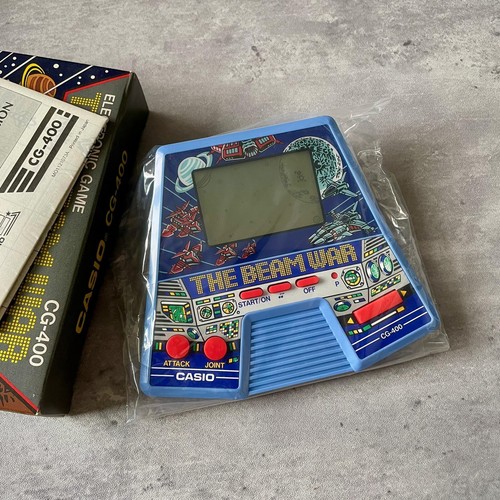 CG-400
ELECTRONIC GAME
CASIO CG-400
CG-400
THE BEAM WAR
START/ON
OFF
P
ATTACK
JOINT
CASIO
CG-400